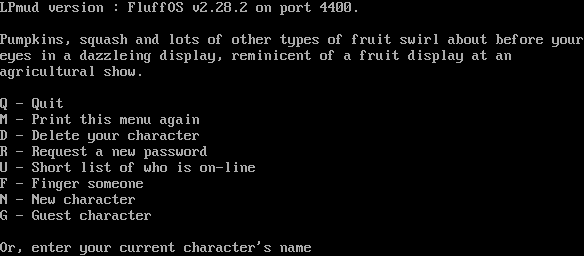 LPmud version : FluffOS v2.28.2 on port 4400.
Pumpkins, squash and lots of other types of fruit swirl about before your
eyes in a dazzleing display, reminicent of a fruit display at an
agricultural show.
Q - Quit
M - Print this menu again
D - Delete your character
R - Request a new password
U - Short list of who is on-line
F - Finger someone
N - New character
G - Guest character
Or, enter your current character's name